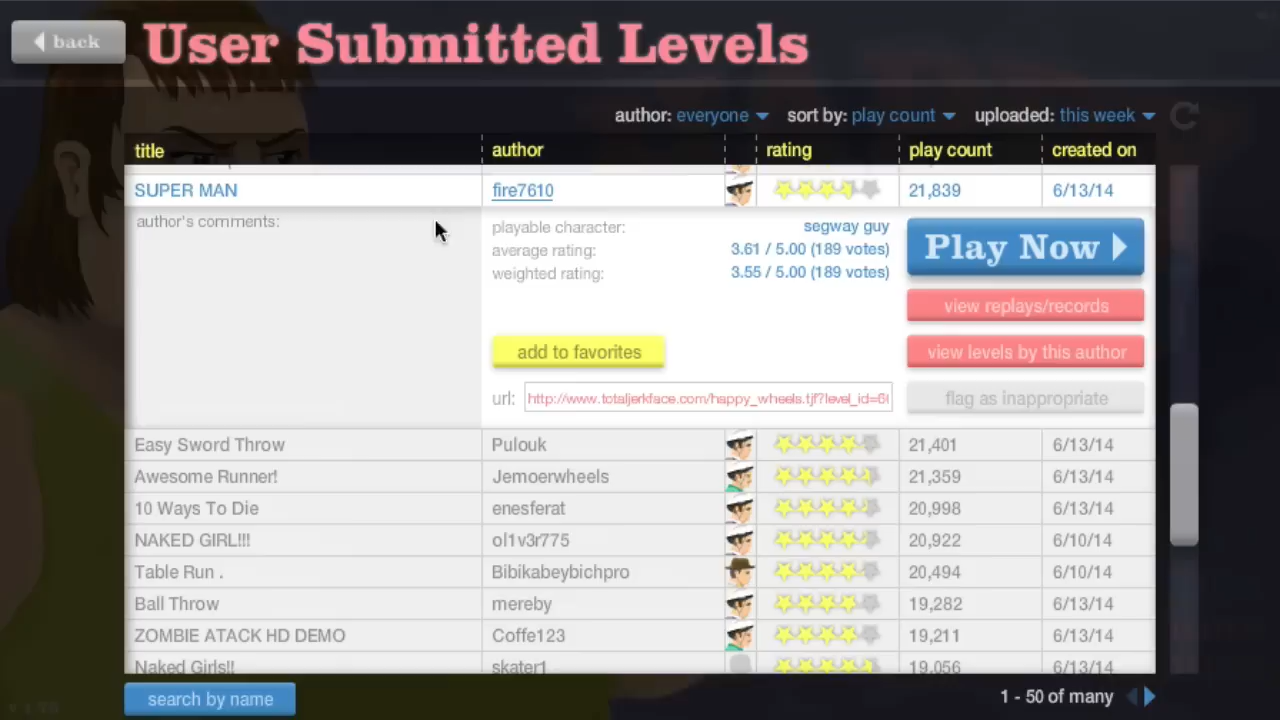 back
User Submitted Levels
author: everyone sort by: play count uploaded: this week
title author rating play count created on
SUPER MAN fire7610 21,839 6/13/14
author's comments:
playable character: segway guy
average rating: 3.61 / 5.00 (189 votes)
weighted rating: 3.55 / 5.00 (189 votes)
Play Now
view replays/records
add to favorites
view levels by this author
url: http://www.totaljerkface.com/happy_wheels.tjf?level_id=6
flag as inappropriate
Easy Sword Throw Pulouk 21,401 6/13/14
Awesome Runner! Jemoerwheels 21,359 6/13/14
10 Ways To Die enesferat 20,998 6/13/14
NAKED GIRL!!! ol1v3r775 20,922 6/10/14
Table Run . Bibikabeybichpro 20,494 6/10/14
Ball Throw mereby 19,282 6/13/14
ZOMBIE ATACK HD DEMO Coffe123 19,211 6/13/14
Naked Girls!! skater1 19,056 6/13/14
search by name
1 - 50 of many